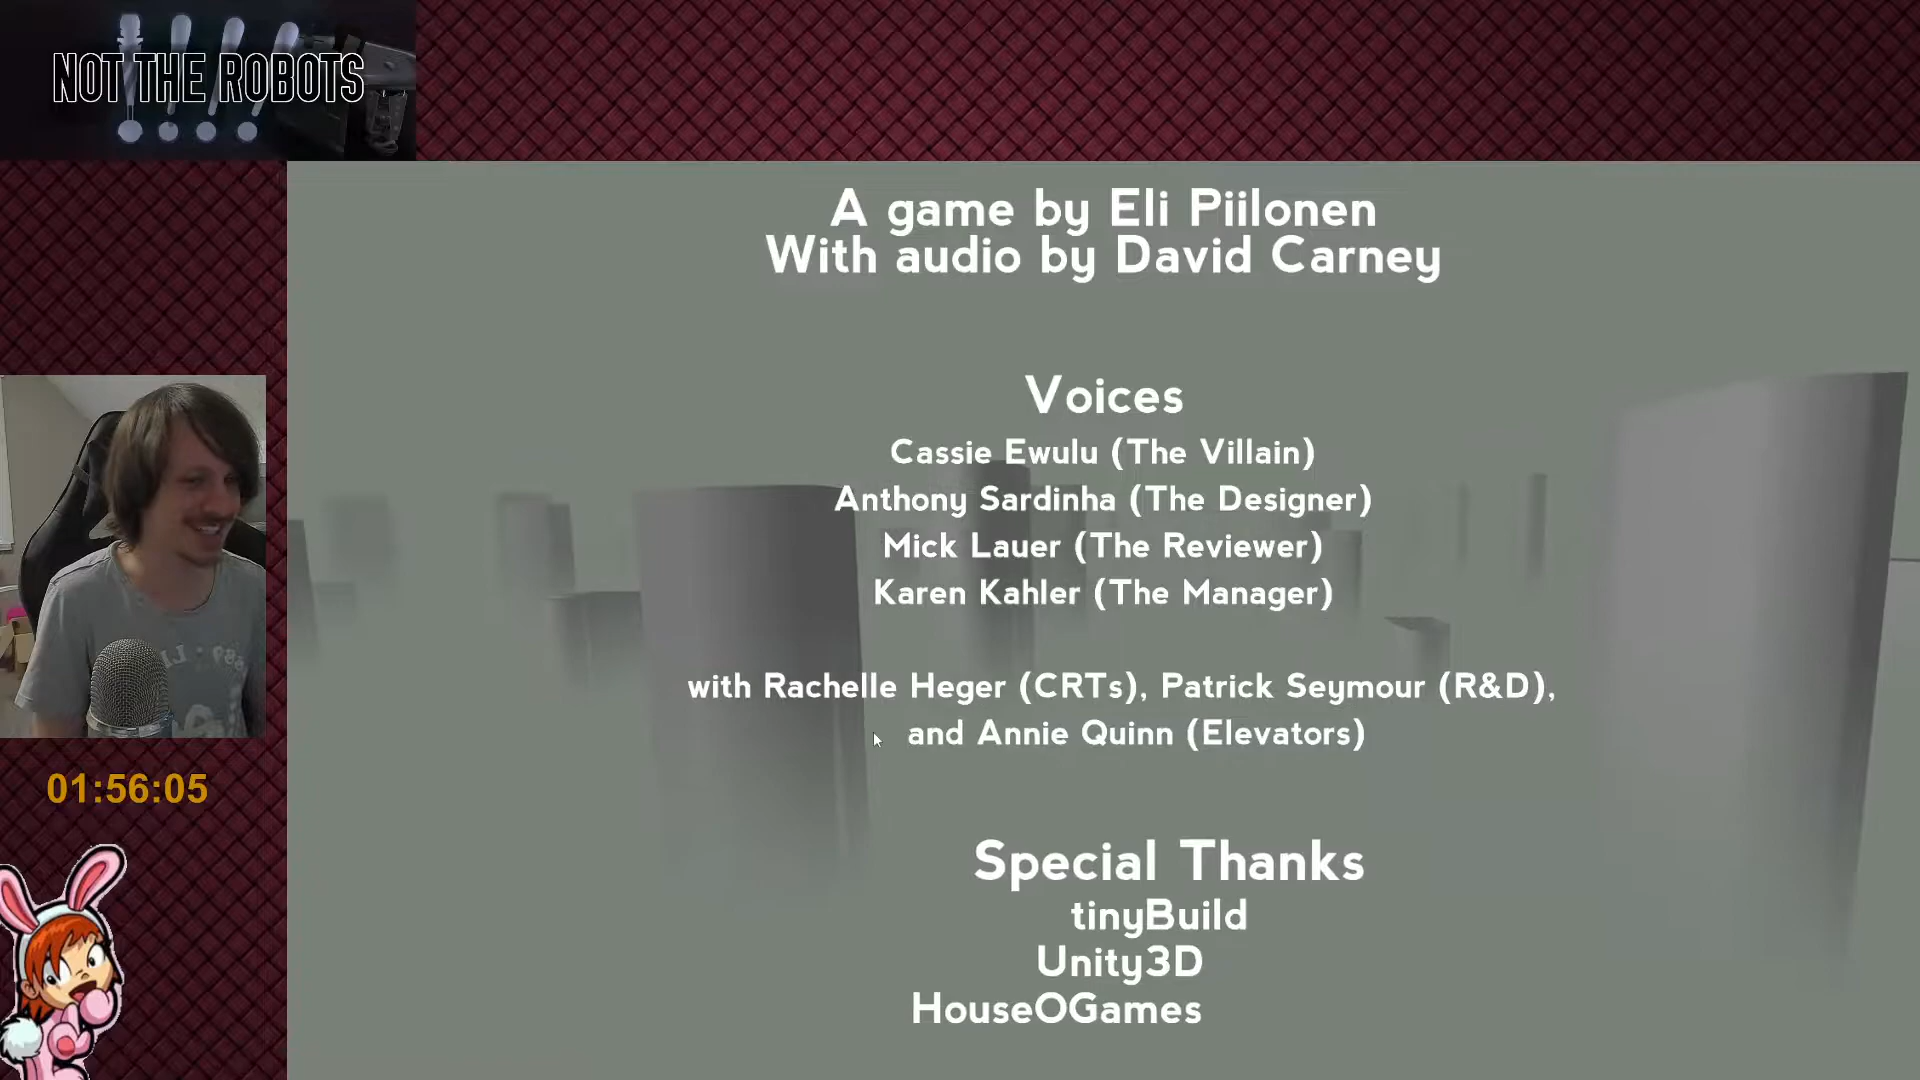 NOT THE ROBOTS
A game by Eli Piilonen
With audio by David Carney
Voices
Cassie Ewulu (The Villain)
Anthony Sardinha (The Designer)
Mick Lauer (The Reviewer)
Karen Kahler (The Manager)
with Rachelle Heger (CRTs), Patrick Seymour (R&D),
and Annie Quinn (Elevators)
01:56:05
Special Thanks
tinyBuild
Unity3D
HouseOGames